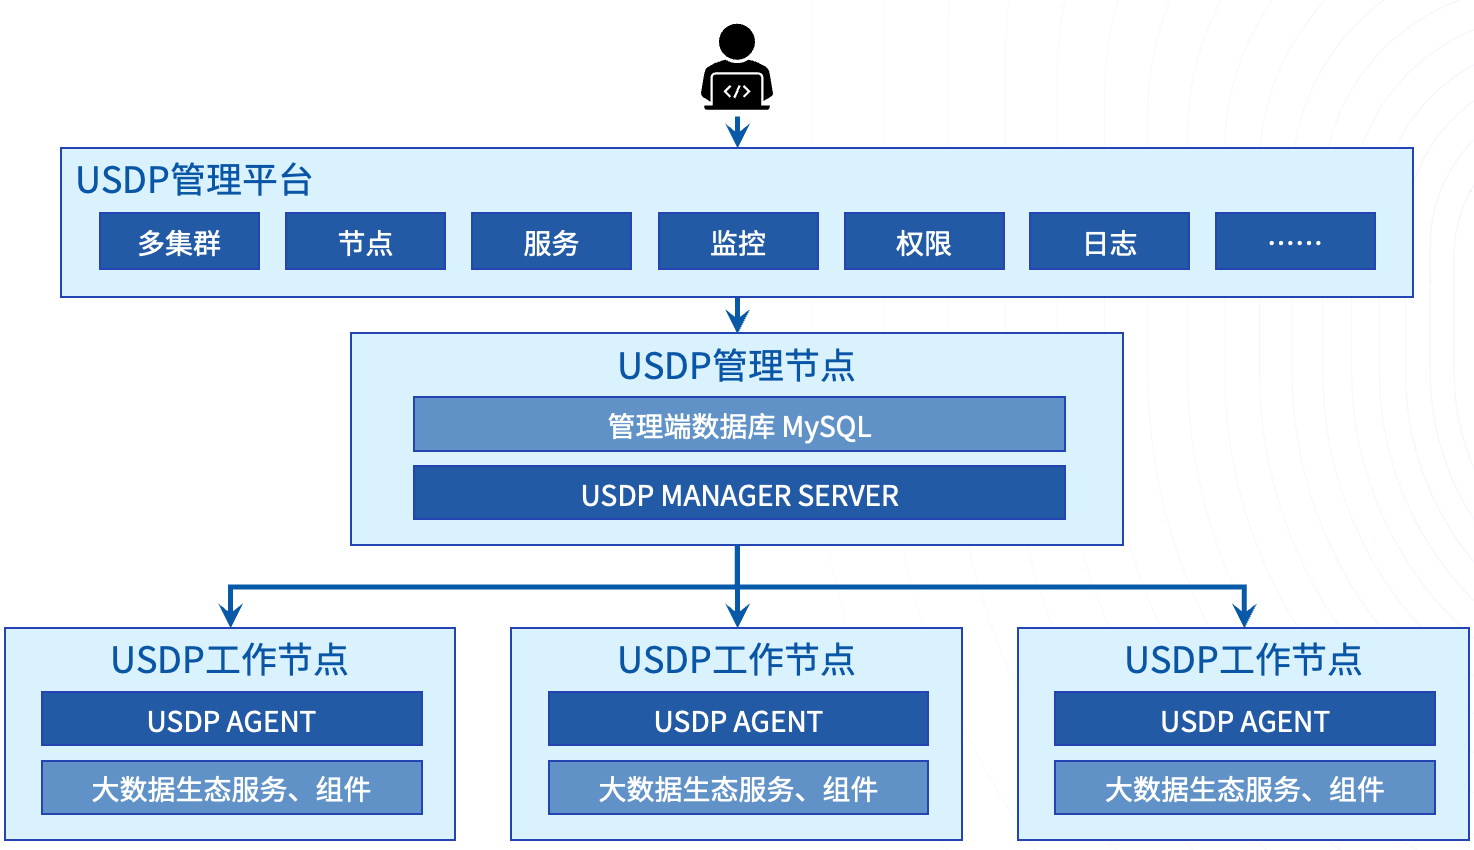 </>
USDP管理平台
多集群 节点 服务 监控 权限 日志 ······
USDP管理节点
管理端数据库 MySQL
USDP MANAGER SERVER
USDP工作节点 USDP工作节点 USDP工作节点
USDP AGENT USDP AGENT USDP AGENT
大数据生态服务、组件 大数据生态服务、组件 大数据生态服务、组件